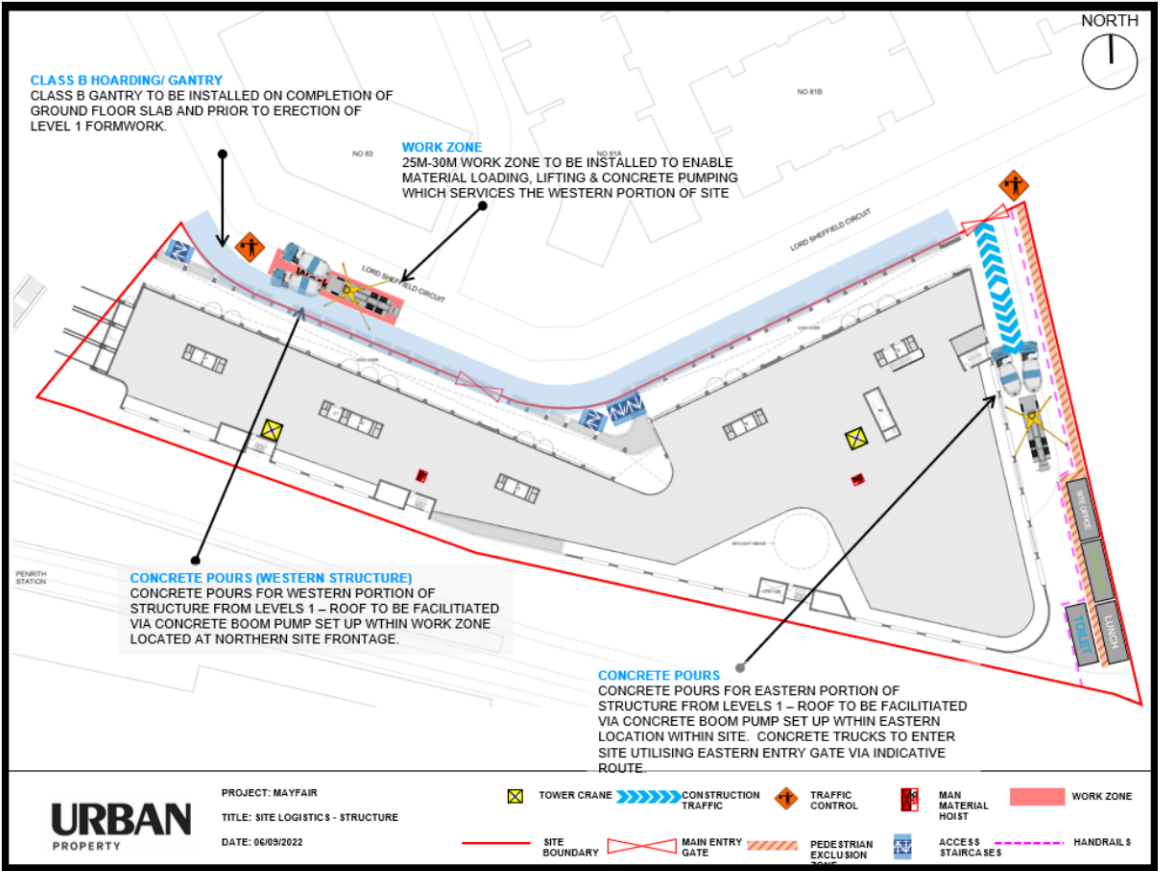 NORTH
CLASS B HOARDING/ GANTRY
CLASS B GANTRY TO BE INSTALLED ON COMPLETION OF
GROUND FLOOR SLAB AND PRIOR TO ERECTION OF
LEVEL 1 FORMWORK.
NO 81B
NO 83
NO 81A
WORK ZONE
25M-30M WORK ZONE TO BE INSTALLED TO ENABLE
MATERIAL LOADING, LIFTING & CONCRETE PUMPING
WHICH SERVICES THE WESTERN PORTION OF SITE
LORD SHEFFIELD CIRCUIT
LORD SHEFFIELD CIRCUIT
VOID OVER
VOID OVER
SKYLIGHT ABOVE
SITE OFFICE
LUNCH
TOILET
PENRITH
STATION
CONCRETE POURS (WESTERN STRUCTURE)
CONCRETE POURS FOR WESTERN PORTION OF
STRUCTURE FROM LEVELS 1 – ROOF TO BE FACILITIATED
VIA CONCRETE BOOM PUMP SET UP WTHIN WORK ZONE
LOCATED AT NORTHERN SITE FRONTAGE.
CONCRETE POURS
CONCRETE POURS FOR EASTERN PORTION OF
STRUCTURE FROM LEVELS 1 – ROOF TO BE FACILITIATED
VIA CONCRETE BOOM PUMP SET UP WTHIN EASTERN
LOCATION WITHIN SITE. CONCRETE TRUCKS TO ENTER
SITE UTILISING EASTERN ENTRY GATE VIA INDICATIVE
ROUTE.
URBAN
PROPERTY
PROJECT: MAYFAIR
TITLE: SITE LOGISTICS - STRUCTURE
DATE: 06/09/2022
TOWER CRANE
CONSTRUCTION
TRAFFIC
TRAFFIC
CONTROL
MAN
MATERIAL
HOIST
WORK ZONE
SITE
BOUNDARY
MAIN ENTRY
GATE
PEDESTRIAN
EXCLUSION
ZONE
ACCESS
STAIRCASES
HANDRAILS